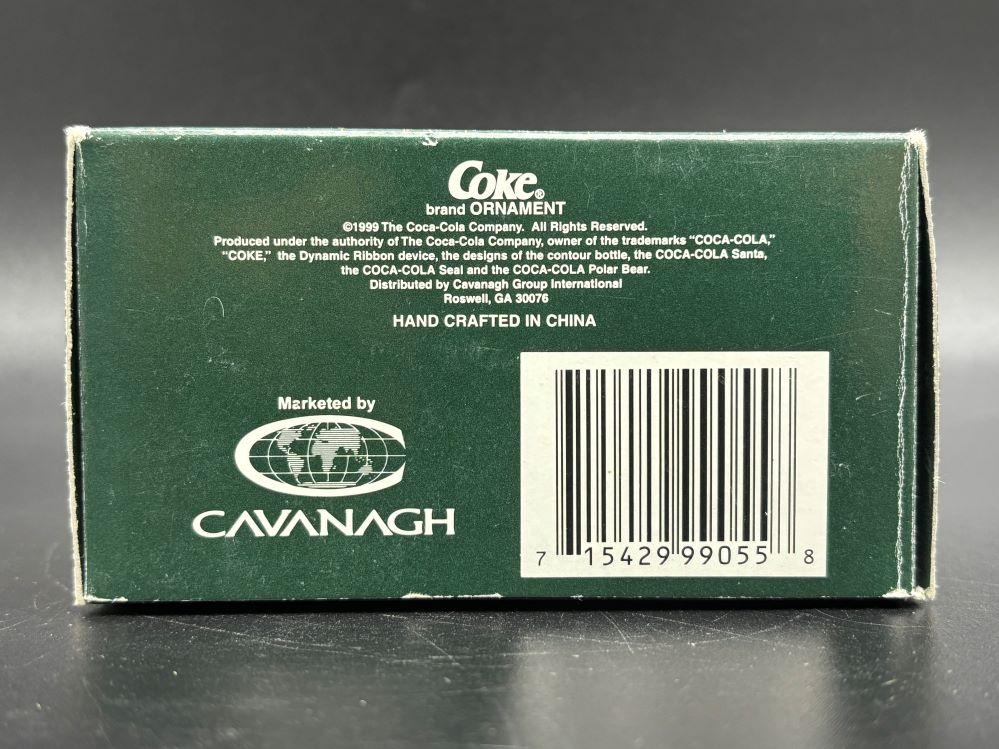 Coke®
brand ORNAMENT
©1999 The Coca-Cola Company. All Rights Reserved.
Produced under the authority of The Coca-Cola Company, owner of the trademarks “COCA-COLA,”
“COKE,” the Dynamic Ribbon device, the designs of the contour bottle, the COCA-COLA Santa,
the COCA-COLA Seal and the COCA-COLA Polar Bear.
Distributed by Cavanagh Group International
Roswell, GA 30076
HAND CRAFTED IN CHINA
Marketed by
CAVANAGH
7 15429 99055 8